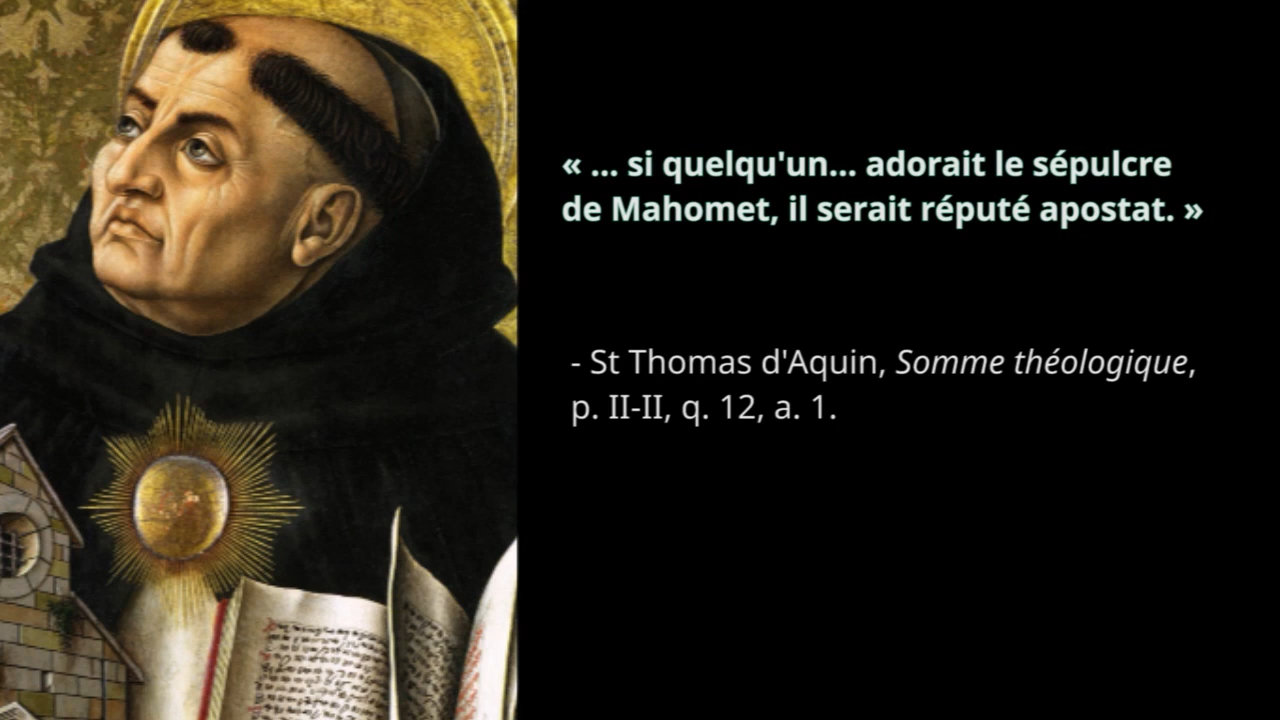 « ... si quelqu'un... adorait le sépulcre
de Mahomet, il serait réputé apostat. »
- St Thomas d'Aquin, Somme théologique,
p. II-II, q. 12, a. 1.